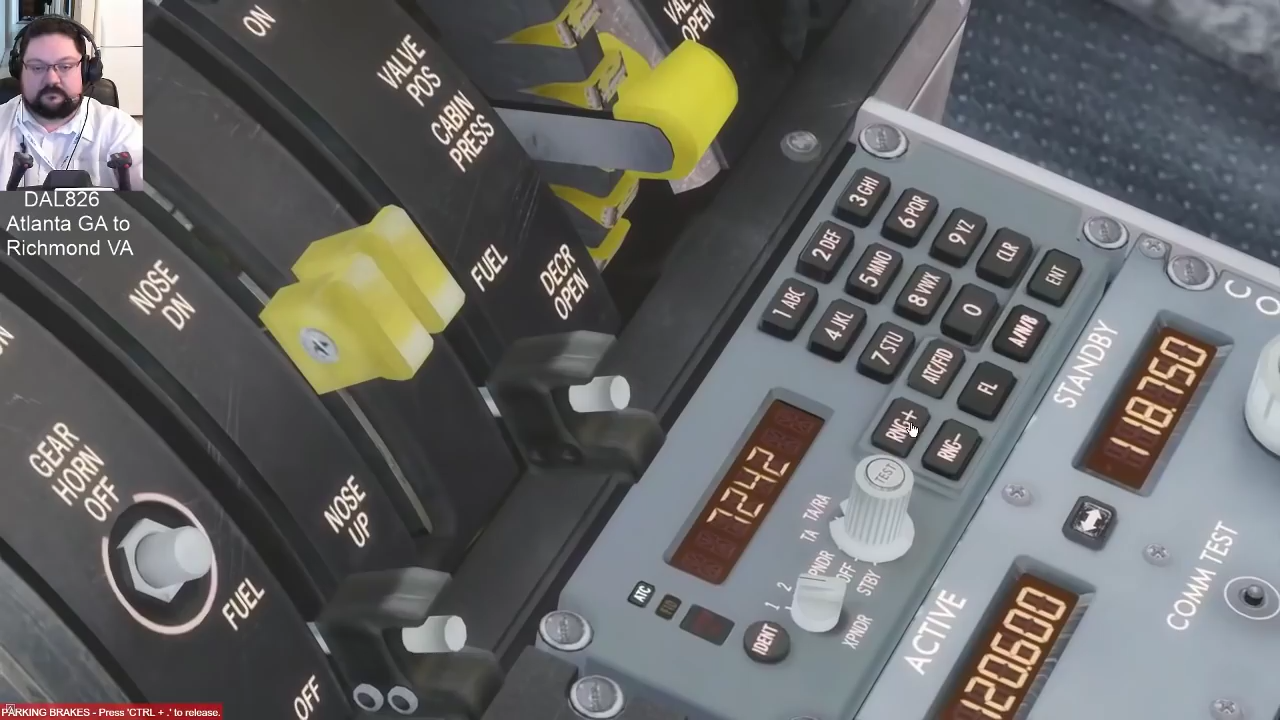 DAL826
Atlanta GA to
Richmond VA
ON
VALVE
POS
CABIN
PRESS
OPEN
FUEL
DECR
OPEN
NOSE
DN
GEAR
HORN
OFF
NOSE
UP
FUEL
OFF
3 GHI
6 PQR
9 YZ
CLR
ENT
2 DEF
5 MNO
8 VWX
0
A/N/B
1 ABC
4 JKL
7 STU
ATC/FID
FL
RNG+
RNG-
7242
TEST
TA/RA
TA
OFF
STBY
ATC
1
2
XPNDR
IDENT
STANDBY
118.750
ACTIVE
120.600
COMM TEST
PARKING BRAKES - Press 'CTRL + .' to release.